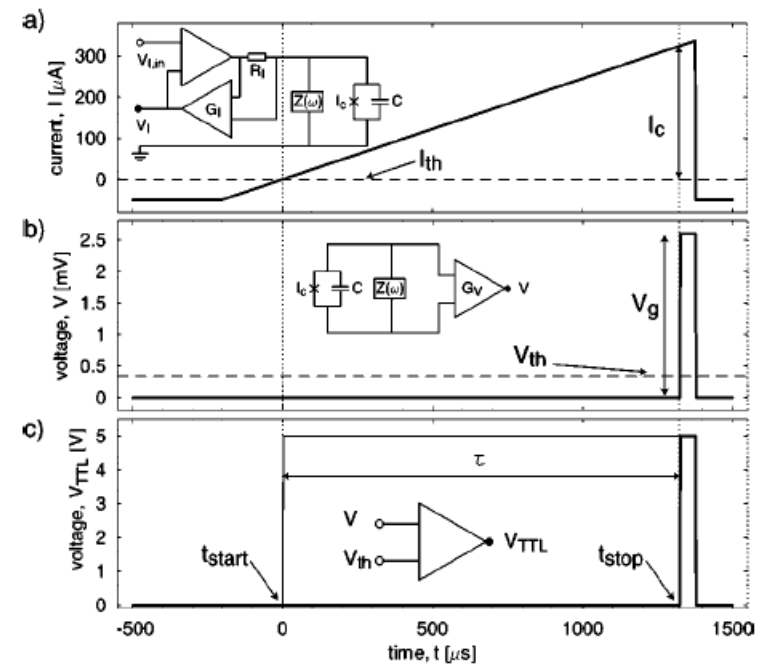 a)
current, I [μA]
300
200
100
0
V_I,in
R_I
G_I
V_I
Z(ω)
I_c
C
I_th
I_c
b)
voltage, V [mV]
2.5
2
1.5
1
0.5
0
I_c
C
Z(ω)
G_V
V
V_g
V_th
c)
voltage, V_TTL [V]
5
4
3
2
1
0
τ
V
V_th
V_TTL
t_start
t_stop
-500
0
500
1000
1500
time, t [μs]